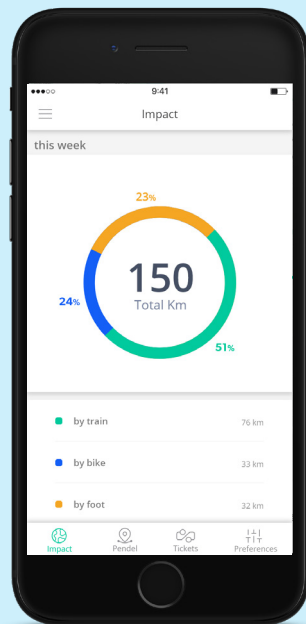 9:41
Impact
this week
23%
150
Total Km
24%
51%
by train 76 km
by bike 33 km
by foot 32 km
Impact Pendel Tickets Preferences